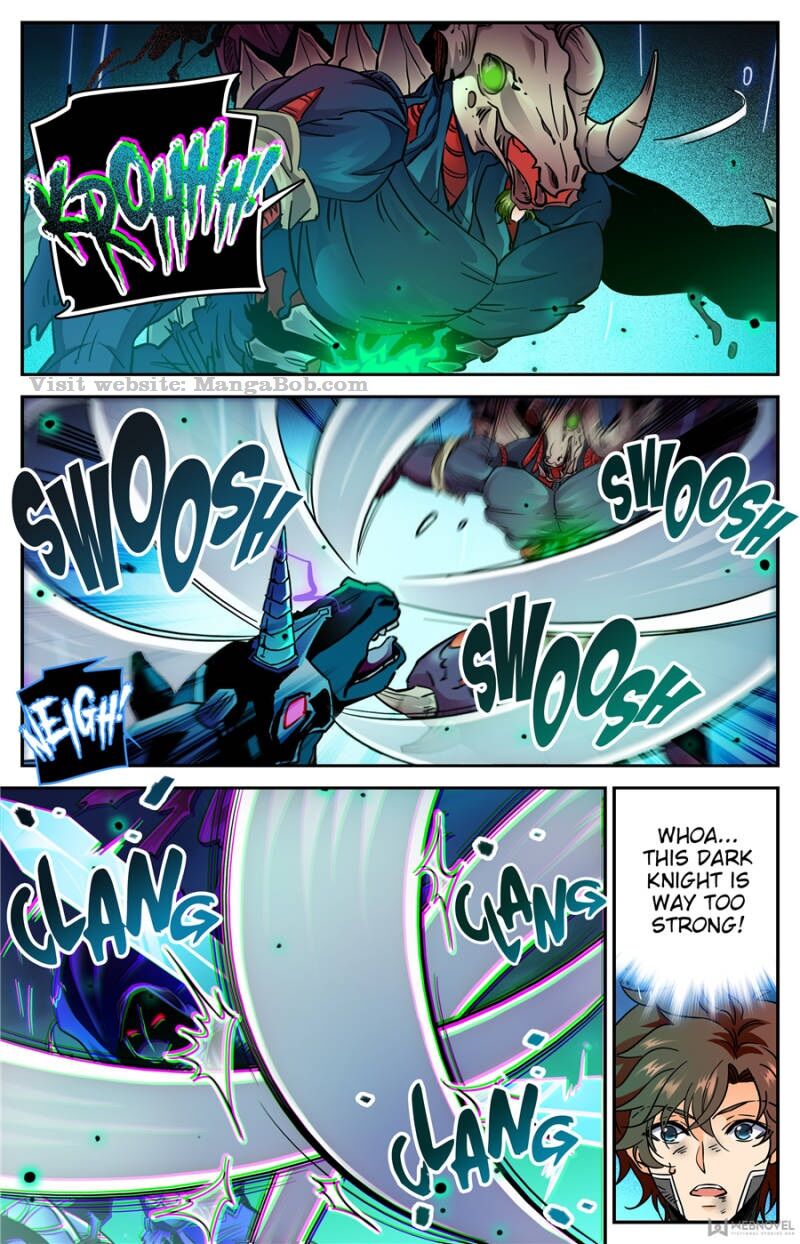 KROHHH!
Visit website: MangaBob.com
SWOOSH
SWOOSH
SWOOSH
NEIGH!
CLANG
CLANG
CLANG
WHOA...
THIS DARK
KNIGHT IS
WAY TOO
STRONG!
WEBNOVEL